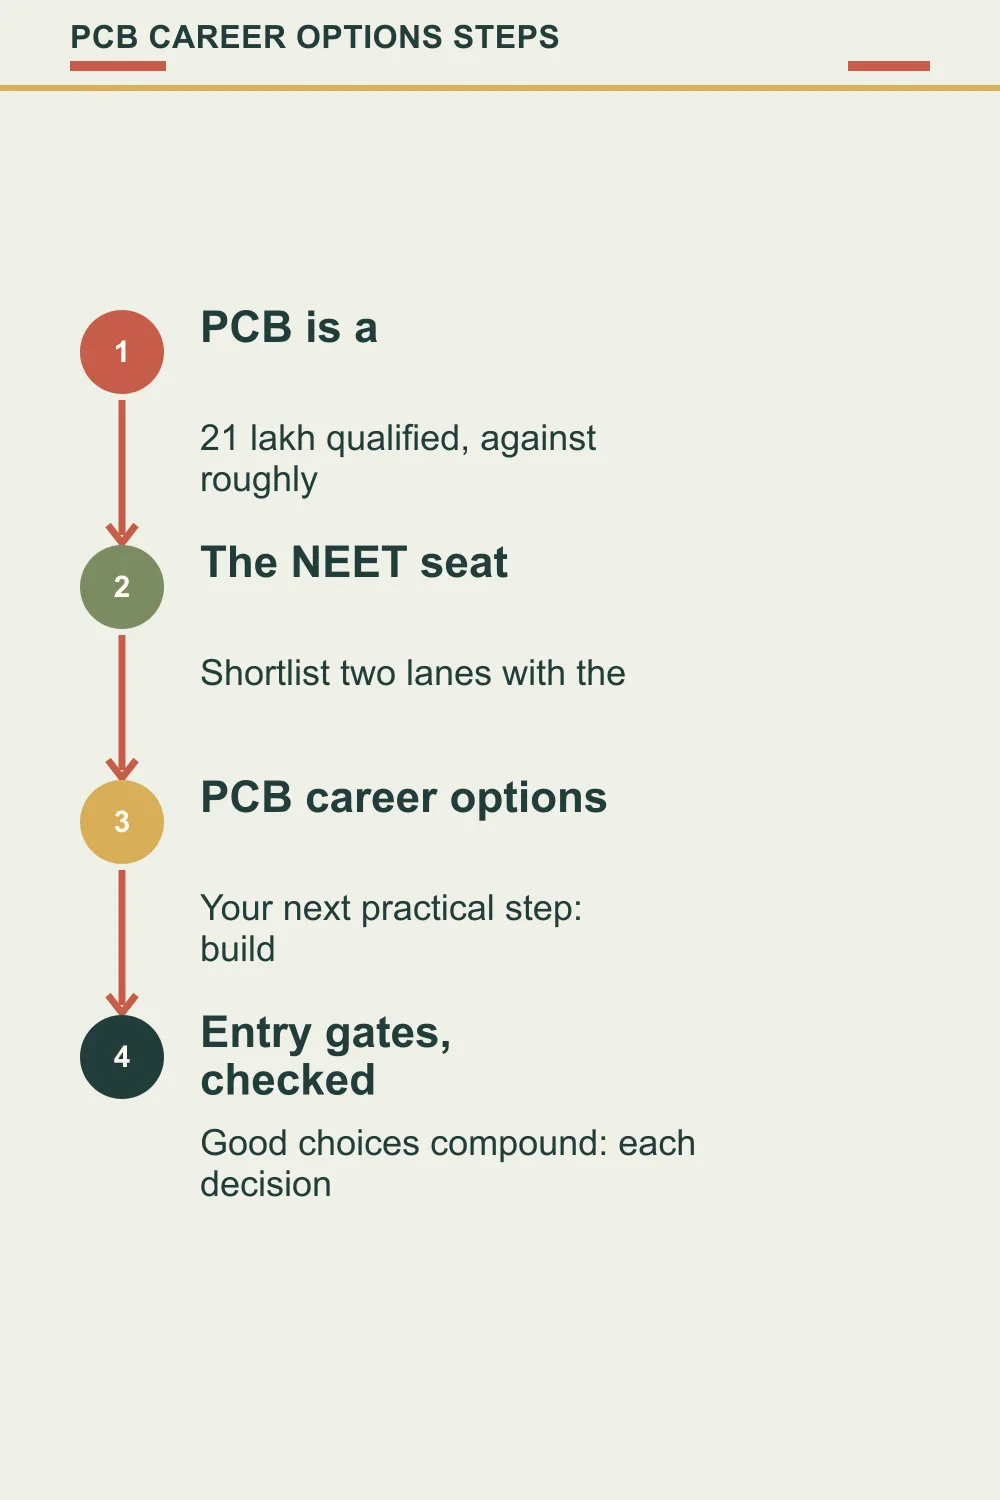 PCB CAREER OPTIONS STEPS
1
PCB is a
21 lakh qualified, against
roughly
2
The NEET seat
Shortlist two lanes with the
3
PCB career options
Your next practical step:
build
4
Entry gates,
checked
Good choices compound: each
decision